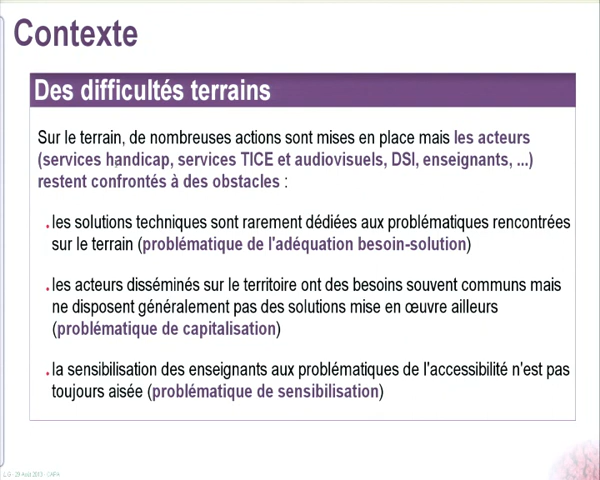 Contexte
Des difficultés terrains
Sur le terrain, de nombreuses actions sont mises en place mais les acteurs
(services handicap, services TICE et audiovisuels, DSI, enseignants, ...)
restent confrontés à des obstacles :
.les solutions techniques sont rarement dédiées aux problématiques rencontrées
sur le terrain (problématique de l'adéquation besoin-solution)
.les acteurs disséminés sur le territoire ont des besoins souvent communs mais
ne disposent généralement pas des solutions mise en œuvre ailleurs
(problématique de capitalisation)
.la sensibilisation des enseignants aux problématiques de l'accessibilité n'est pas
toujours aisée (problématique de sensibilisation)